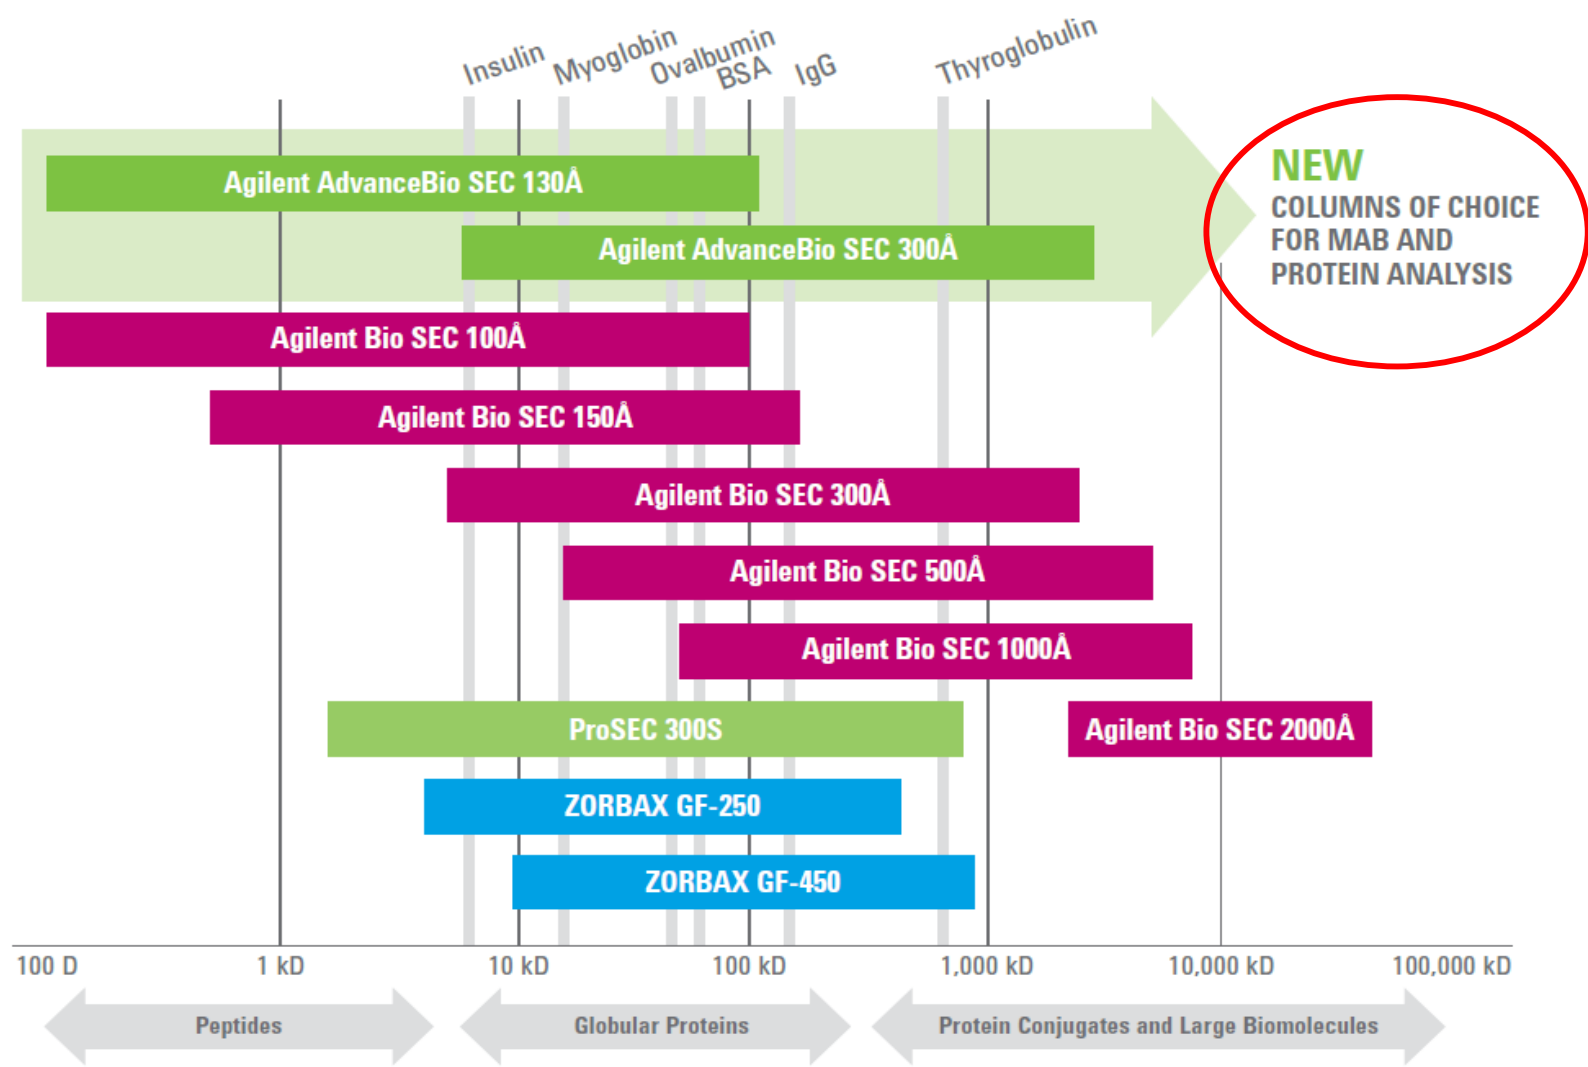 Insulin
Myoglobin
Ovalbumin
BSA
IgG
Thyroglobulin
Agilent AdvanceBio SEC 130Å
Agilent AdvanceBio SEC 300Å
NEW
COLUMNS OF CHOICE
FOR MAB AND
PROTEIN ANALYSIS
Agilent Bio SEC 100Å
Agilent Bio SEC 150Å
Agilent Bio SEC 300Å
Agilent Bio SEC 500Å
Agilent Bio SEC 1000Å
ProSEC 300S
Agilent Bio SEC 2000Å
ZORBAX GF-250
ZORBAX GF-450
100 D
1 kD
10 kD
100 kD
1,000 kD
10,000 kD
100,000 kD
Peptides
Globular Proteins
Protein Conjugates and Large Biomolecules